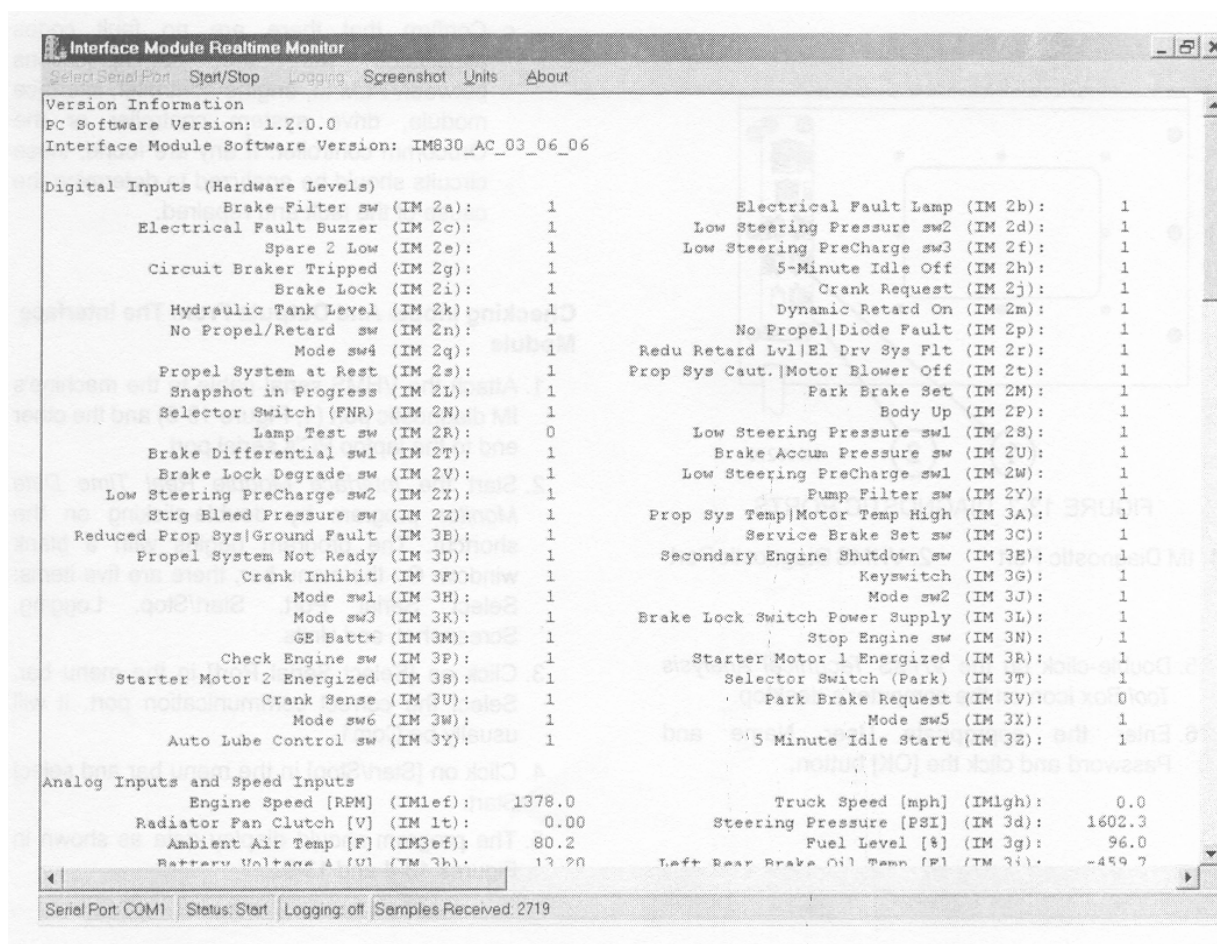 Interface Module Realtime Monitor
Select Serial Port Start/Stop Logging Screenshot Units About
Version Information
PC Software Version: 1.2.0.0
Interface Module Software Version: IM830_AC_03_06_06
Digital Inputs (Hardware Levels)
Brake Filter sw (IM 2a): 1 Electrical Fault Lamp (IM 2b): 1
Electrical Fault Buzzer (IM 2c): 1 Low Steering Pressure sw2 (IM 2d): 1
Spare 2 Low (IM 2e): 1 Low Steering PreCharge sw3 (IM 2f): 1
Circuit Braker Tripped (IM 2g): 1 5-Minute Idle Off (IM 2h): 1
Brake Lock (IM 2i): 1 Crank Request (IM 2j): 1
Hydraulic Tank Level (IM 2k): 1 Dynamic Retard On (IM 2m): 1
No Propel/Retard sw (IM 2n): 1 No Propel|Diode Fault (IM 2p): 1
Mode sw4 (IM 2q): 1 Redu Retard Lvl|El Drv Sys Flt (IM 2r): 1
Propel System at Rest (IM 2s): 1 Prop Sys Caut.|Motor Blower Off (IM 2t): 1
Snapshot in Progress (IM 2L): 1 Park Brake Set (IM 2M): 1
Selector Switch (FNR) (IM 2N): 1 Body Up (IM 2P): 1
Lamp Test sw (IM 2R): 0 Low Steering Pressure sw1 (IM 2S): 1
Brake Differential sw1 (IM 2T): 1 Brake Accum Pressure sw (IM 2U): 1
Brake Lock Degrade sw (IM 2V): 1 Low Steering PreCharge sw1 (IM 2W): 1
Low Steering PreCharge sw2 (IM 2X): 1 Pump Filter sw (IM 2Y): 1
Strg Bleed Pressure sw (IM 2Z): 1 Prop Sys Temp|Motor Temp High (IM 3A): 1
Reduced Prop Sys|Ground Fault (IM 3B): 1 Service Brake Set sw (IM 3C): 1
Propel System Not Ready (IM 3D): 1 Secondary Engine Shutdown sw (IM 3E): 1
Crank Inhibit (IM 3F): 1 Keyswitch (IM 3G): 1
Mode sw1 (IM 3H): 1 Mode sw2 (IM 3J): 1
Mode sw3 (IM 3K): 1 Brake Lock Switch Power Supply (IM 3L): 1
GE Batt+ (IM 3M): 1 Stop Engine sw (IM 3N): 1
Check Engine sw (IM 3P): 1 Starter Motor 1 Energized (IM 3R): 1
Starter Motor 2 Energized (IM 3S): 1 Selector Switch (Park) (IM 3T): 1
Crank Sense (IM 3U): 1 Park Brake Request (IM 3V): 1
Mode sw6 (IM 3W): 1 Mode sw5 (IM 3X): 1
Auto Lube Control sw (IM 3Y): 1 5 Minute Idle Start (IM 3Z): 1
Analog Inputs and Speed Inputs
Engine Speed [RPM] (IM1ef): 1378.0 Truck Speed [mph] (IM1gh): 0.0
Radiator Fan Clutch [V] (IM 1t): 0.00 Steering Pressure [PSI] (IM 3d): 1602.3
Ambient Air Temp [F] (IM3ef): 80.2 Fuel Level [%] (IM 3g): 96.0
Battery Voltage A [V] (IM 3h): 13.20 Left Rear Brake Oil Temp [F] (IM 3i): -459.7
Serial Port: COM1 Status: Start Logging: off Samples Received: 2719